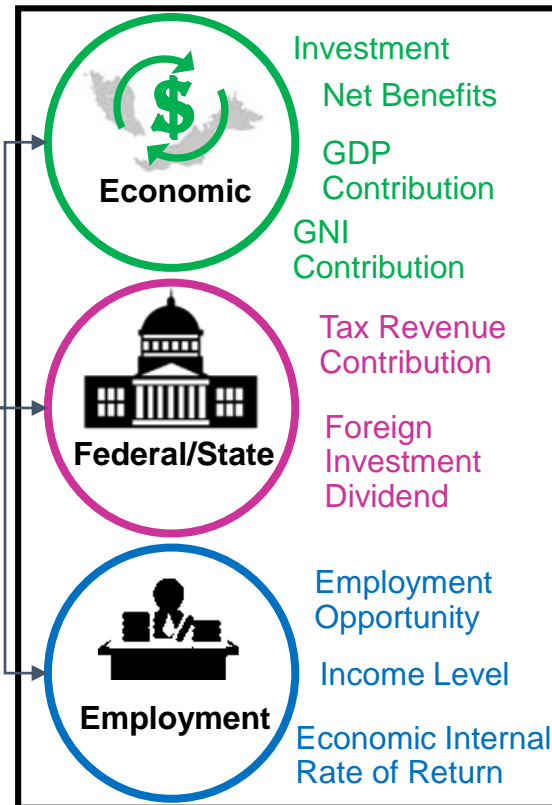 Investment
Net Benefits
$
Economic
GDP
Contribution
GNI
Contribution
Tax Revenue
Contribution
Federal/State
Foreign
Investment
Dividend
Employment
Opportunity
Income Level
Employment
Economic Internal
Rate of Return